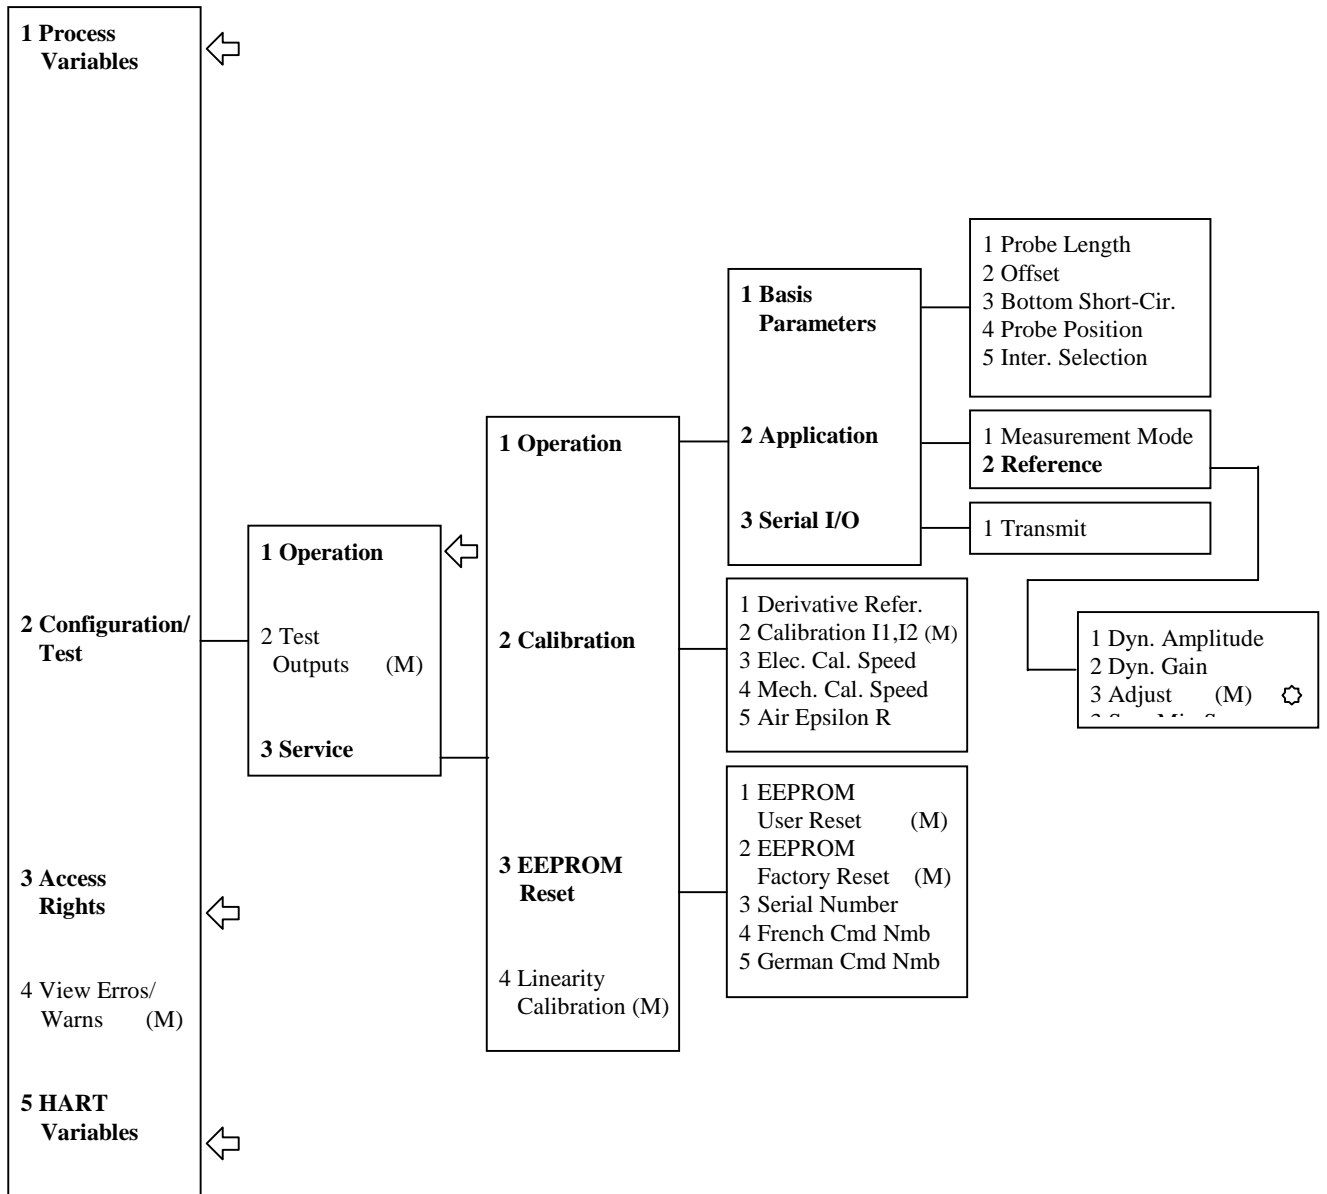 1 Process
Variables
2 Configuration/
Test
3 Access
Rights
4 View Erros/
Warns (M)
5 HART
Variables
1 Operation
2 Test
Outputs (M)
3 Service
1 Operation
2 Calibration
3 EEPROM
Reset
4 Linearity
Calibration (M)
1 Basis
Parameters
2 Application
3 Serial I/O
1 Probe Length
2 Offset
3 Bottom Short-Cir.
4 Probe Position
5 Inter. Selection
1 Measurement Mode
2 Reference
1 Transmit
1 Dyn. Amplitude
2 Dyn. Gain
3 Adjust (M)
1 Derivative Refer.
2 Calibration I1,I2 (M)
3 Elec. Cal. Speed
4 Mech. Cal. Speed
5 Air Epsilon R
1 EEPROM
User Reset (M)
2 EEPROM
Factory Reset (M)
3 Serial Number
4 French Cmd Nmb
5 German Cmd Nmb